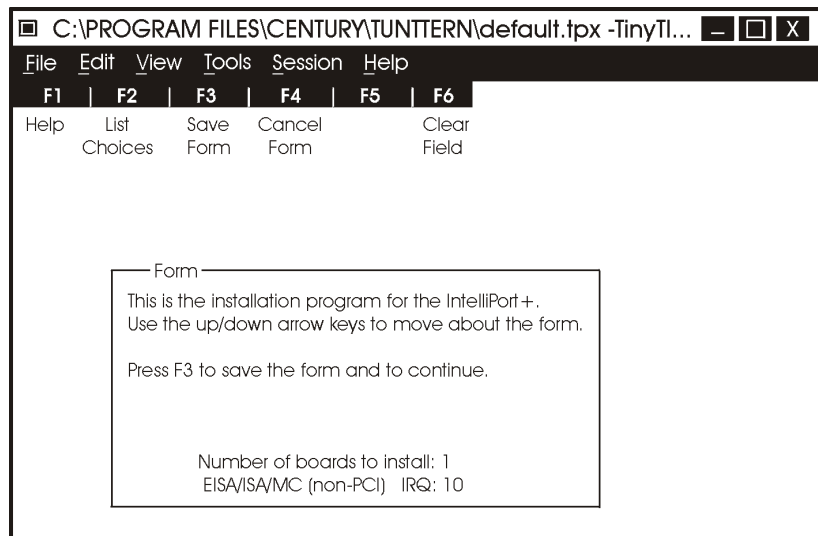 C:\PROGRAM FILES\CENTURY\TUNTTERN\default.tpx -TinyTI...
File Edit View Tools Session Help
F1 | F2 | F3 | F4 | F5 | F6
Help List Choices Save Form Cancel Form Clear Field
Form
This is the installation program for the IntelliPort+.
Use the up/down arrow keys to move about the form.
Press F3 to save the form and to continue.
Number of boards to install: 1
EISA/ISA/MC (non-PCI) IRQ: 10